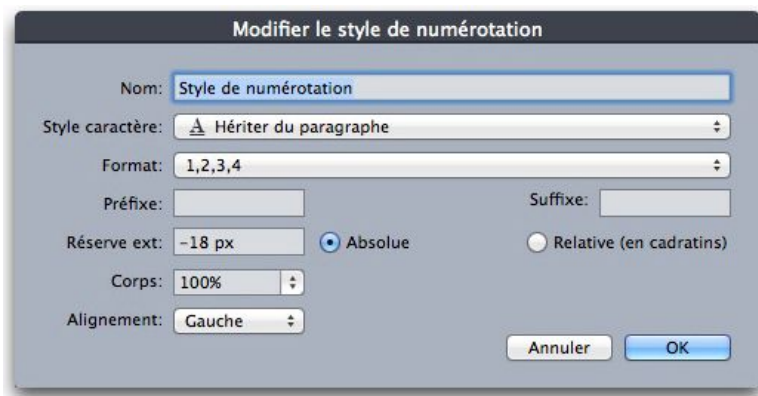 Modifier le style de numérotation
Nom: Style de numérotation
Style caractère: A Hériter du paragraphe
Format: 1,2,3,4
Préfixe: Suffixe:
Réserve ext: -18 px Absolue Relative (en cadratins)
Corps: 100%
Alignement: Gauche
Annuler OK